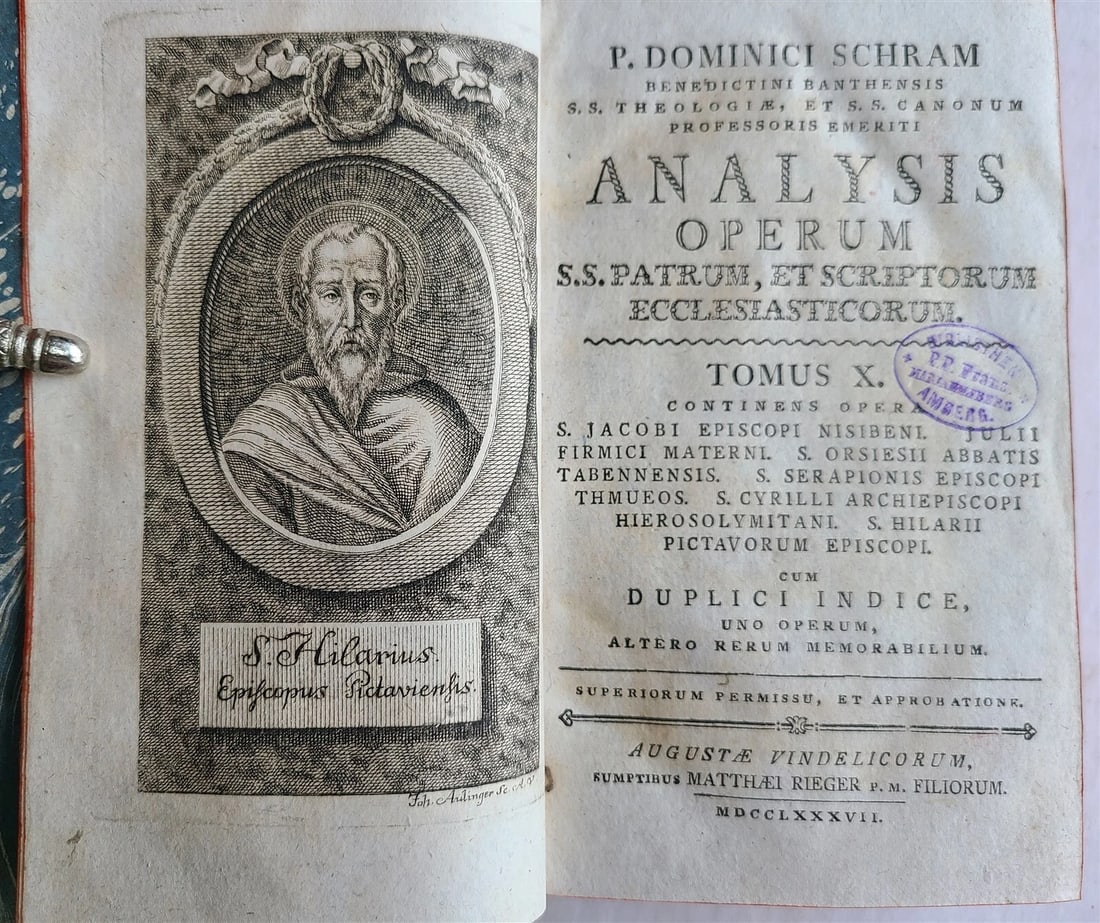 S. Hilarius.
Episcopus Pictaviensis.
Joh. Aulinger Sc. A. V.
P. DOMINICI SCHRAM
BENEDICTINI BANTHENSIS
S. S. THEOLOGIÆ, ET S. S. CANONUM
PROFESSORIS EMERITI
ANALYSIS
OPERUM
S.S. PATRUM, ET SCRIPTORUM
ECCLESIASTICORUM.
TOMUS X.
CONTINENS OPERA
S. JACOBI EPISCOPI NISIBENI. JULII
FIRMICI MATERNI. S. ORSIESII ABBATIS
TABENNENSIS. S. SERAPIONIS EPISCOPI
THMUEOS. S. CYRILLI ARCHIEPISCOPI
HIEROSOLYMITANI. S. HILARII
PICTAVORUM EPISCOPI.
CUM
DUPLICI INDICE,
UNO OPERUM,
ALTERO RERUM MEMORABILIUM.
SUPERIORUM PERMISSU, ET APPROBATIONE.
AUGUSTÆ VINDELICORUM,
SUMPTIBUS MATTHÆI RIEGER P. M. FILIORUM.
MDCCLXXXVII.
P.P. Franc.
AMBERG.